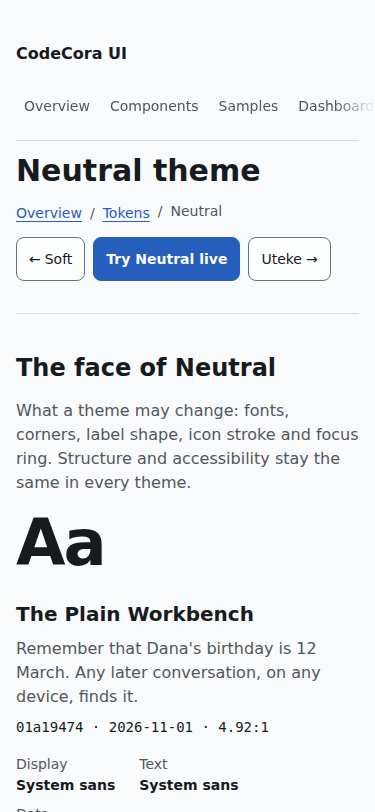 CodeCora UI
Overview Components Samples Dashboard
Neutral theme
Overview / Tokens / Neutral
← Soft Try Neutral live Uteke →
The face of Neutral
What a theme may change: fonts,
corners, label shape, icon stroke and focus
ring. Structure and accessibility stay the
same in every theme.
Aa
The Plain Workbench
Remember that Dana's birthday is 12
March. Any later conversation, on any
device, finds it.
01a19474 · 2026-11-01 · 4.92:1
Display Text
System sans System sans